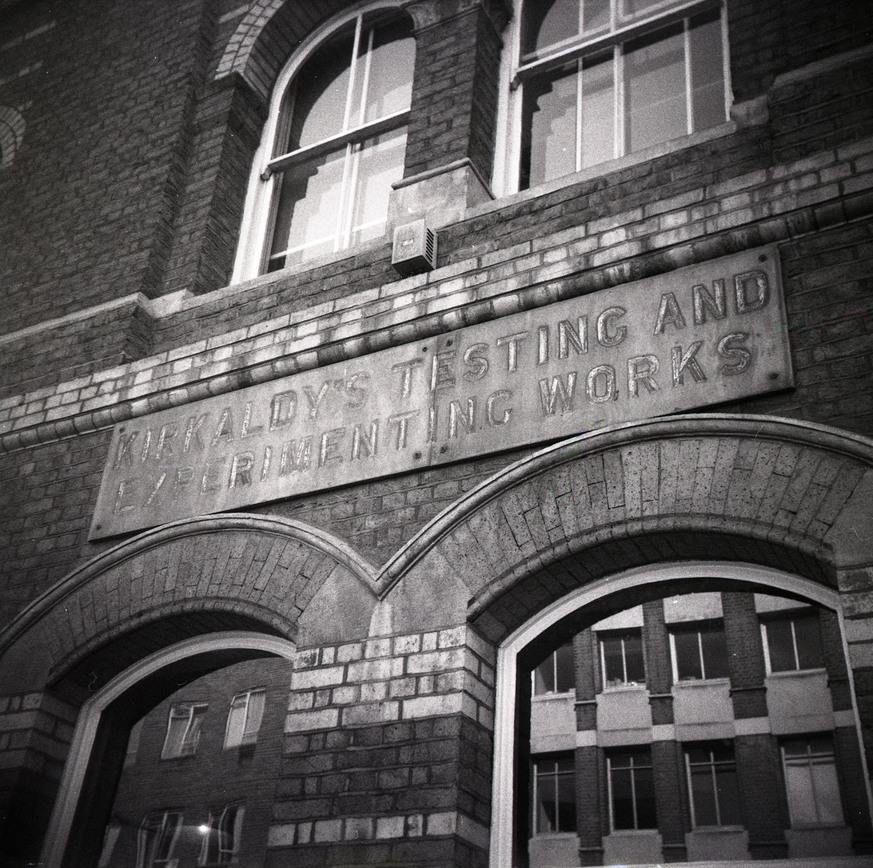 KIRKALDY'S TESTING AND
EXPERIMENTING WORKS